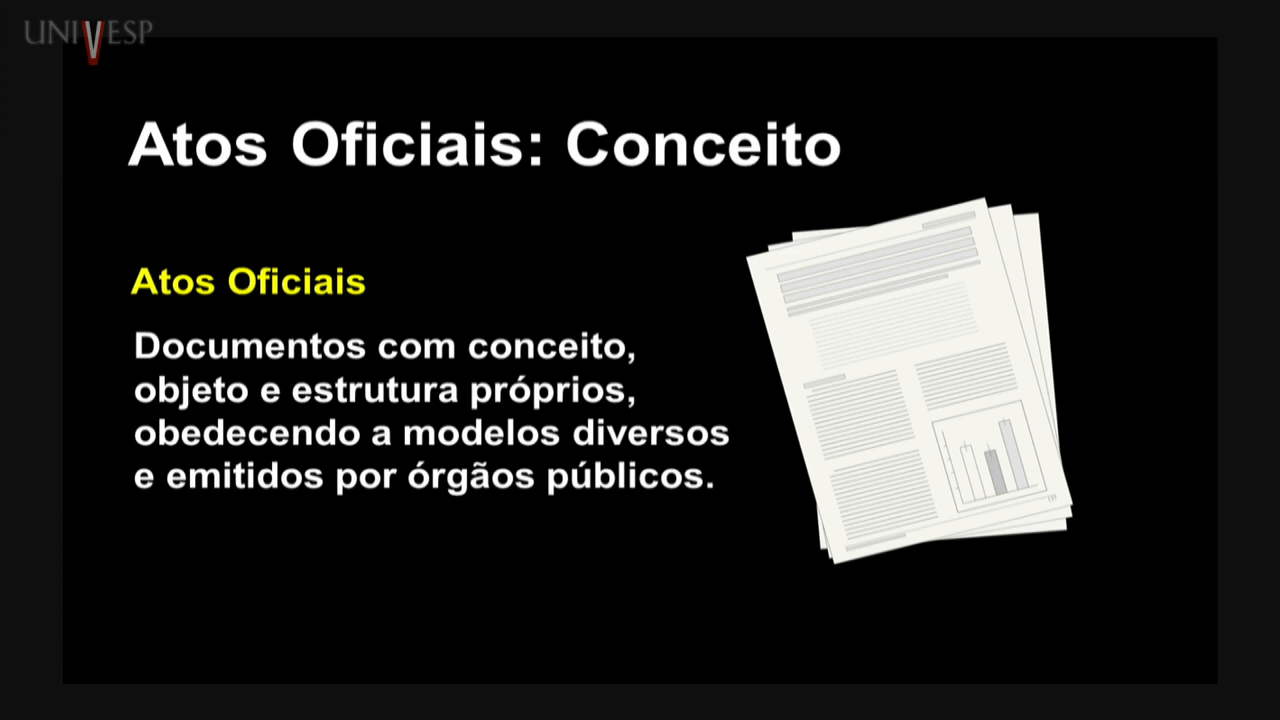 UNIVESP
Atos Oficiais: Conceito
Atos Oficiais
Documentos com conceito,
objeto e estrutura próprios,
obedecendo a modelos diversos
e emitidos por órgãos públicos.